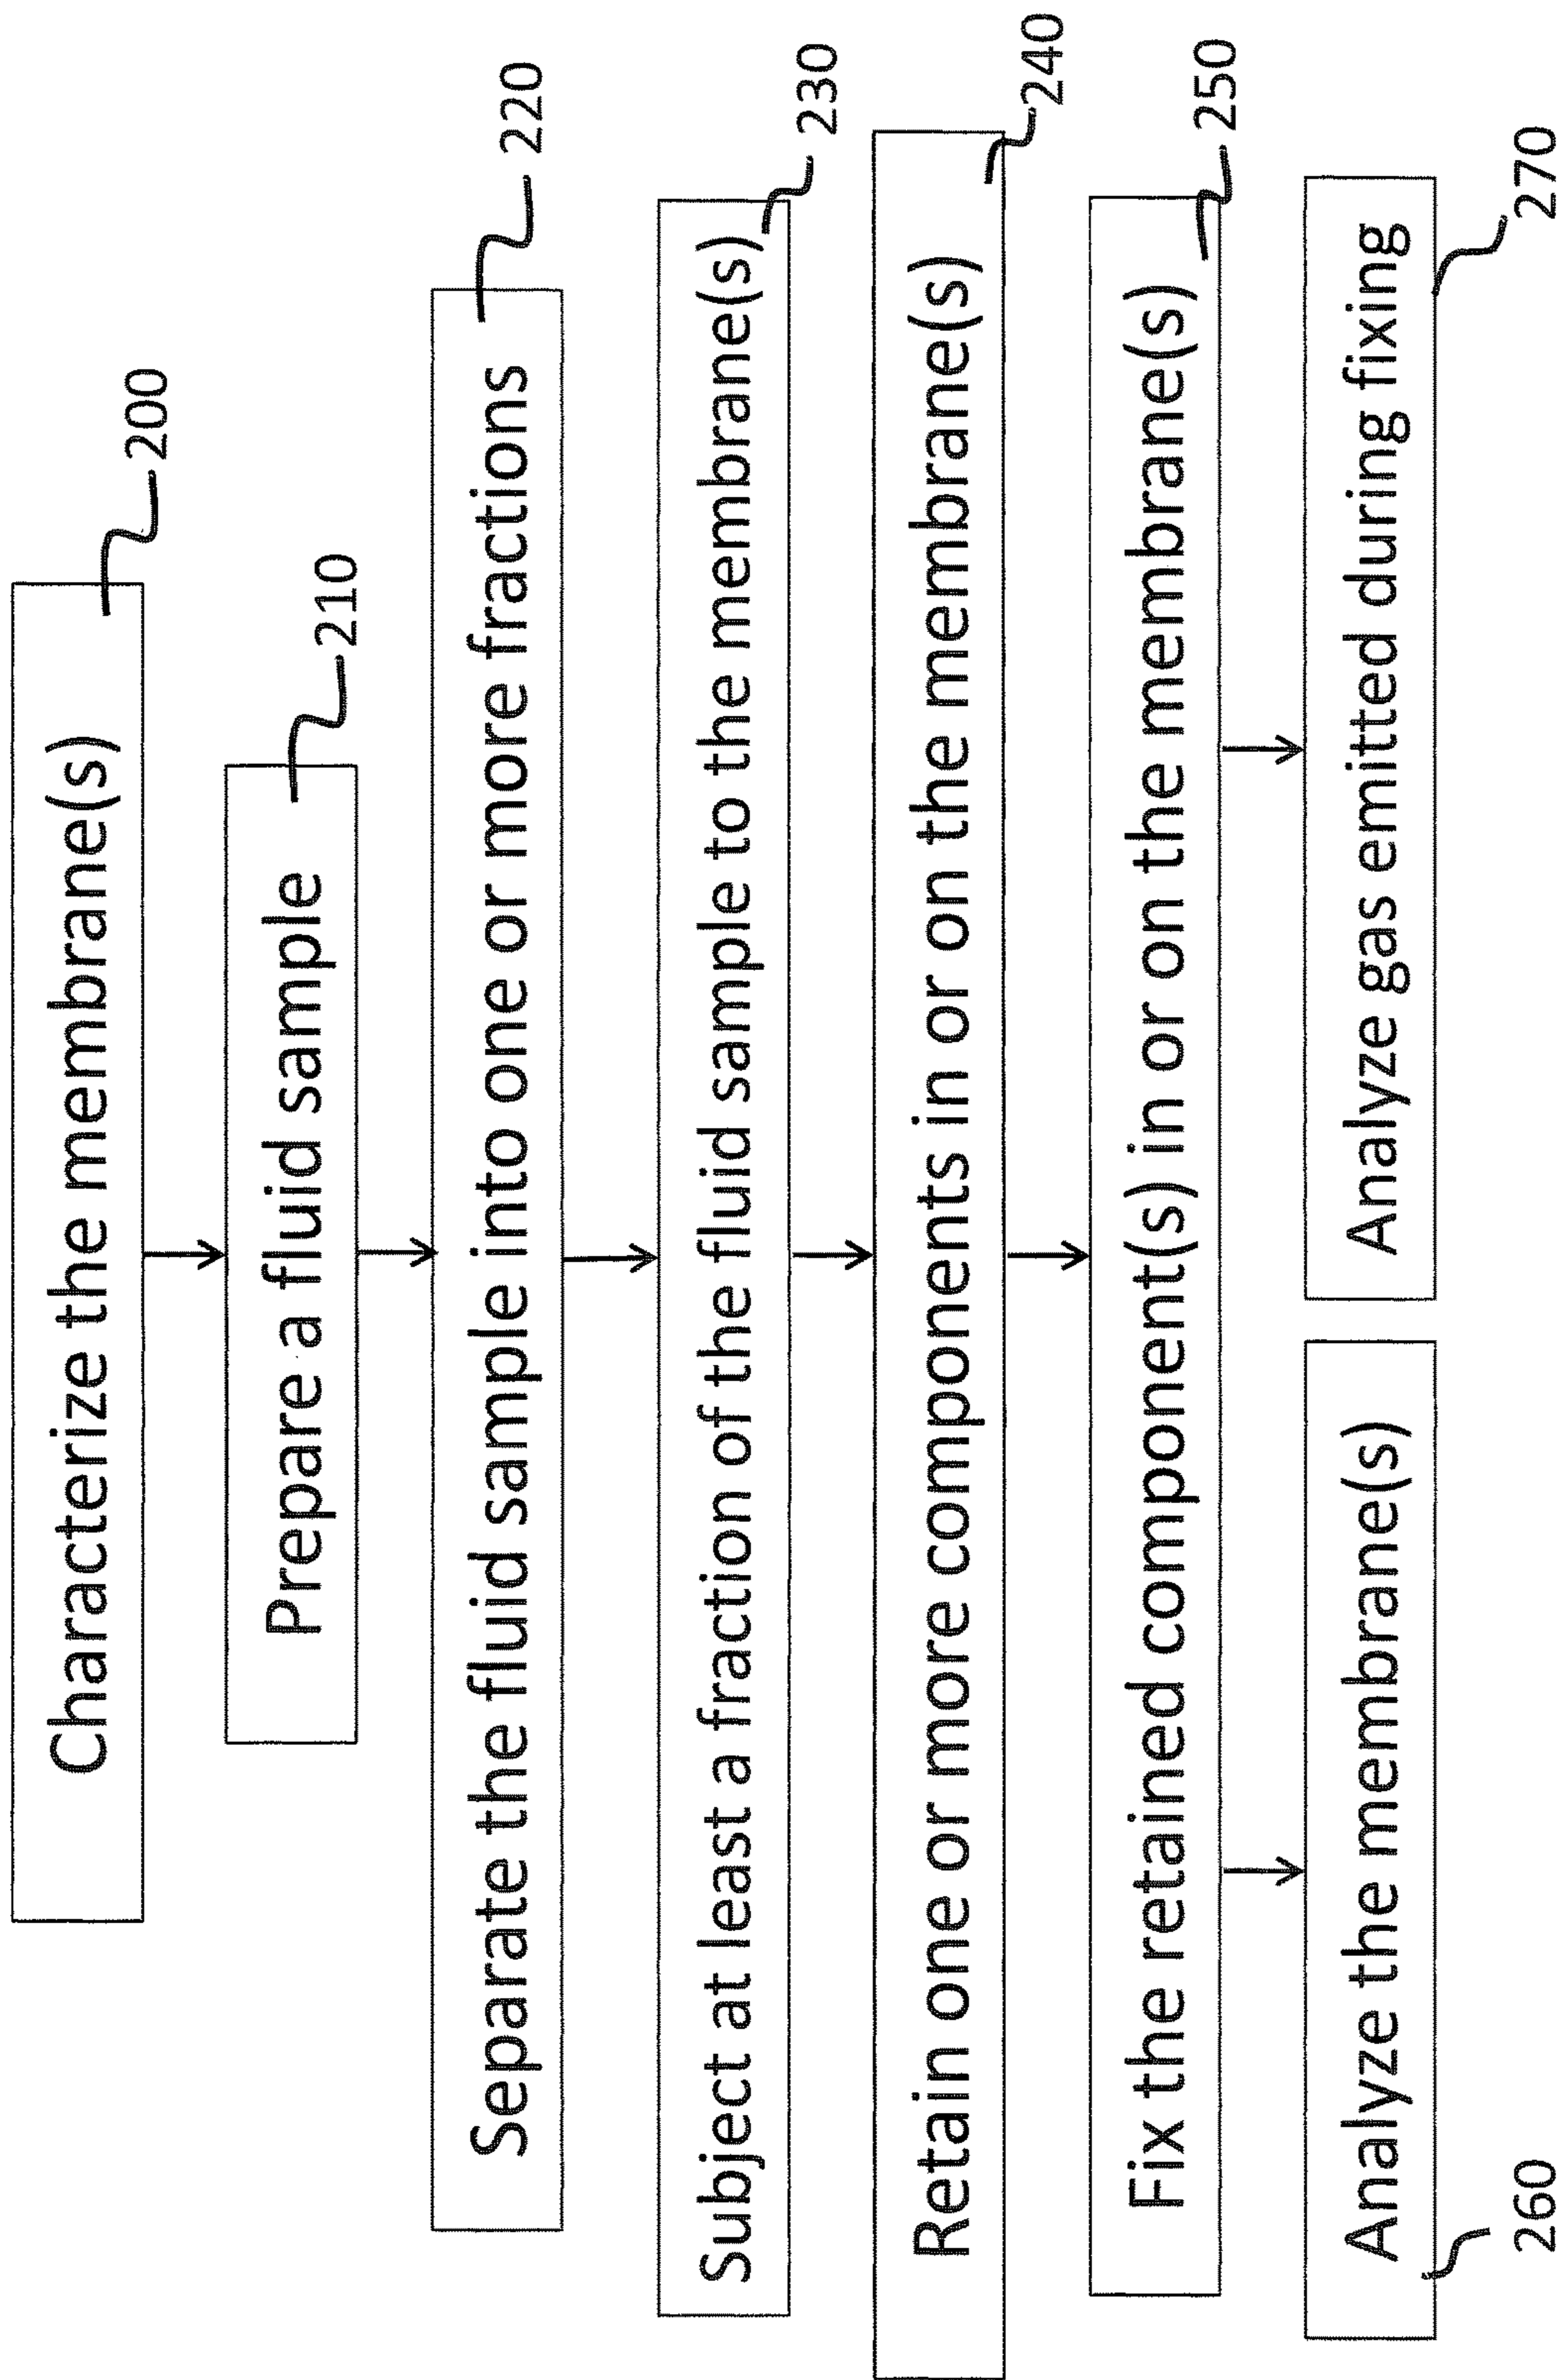 Characterize the membrane(s)
200
Prepare a fluid sample
210
Separate the fluid sample into one or more fractions
220
Subject at least a fraction of the fluid sample to the membrane(s)
230
Retain one or more components in or on the membrane(s)
240
Fix the retained component(s) in or on the membrane(s)
250
Analyze the membrane(s)
260
Analyze gas emitted during fixing
270